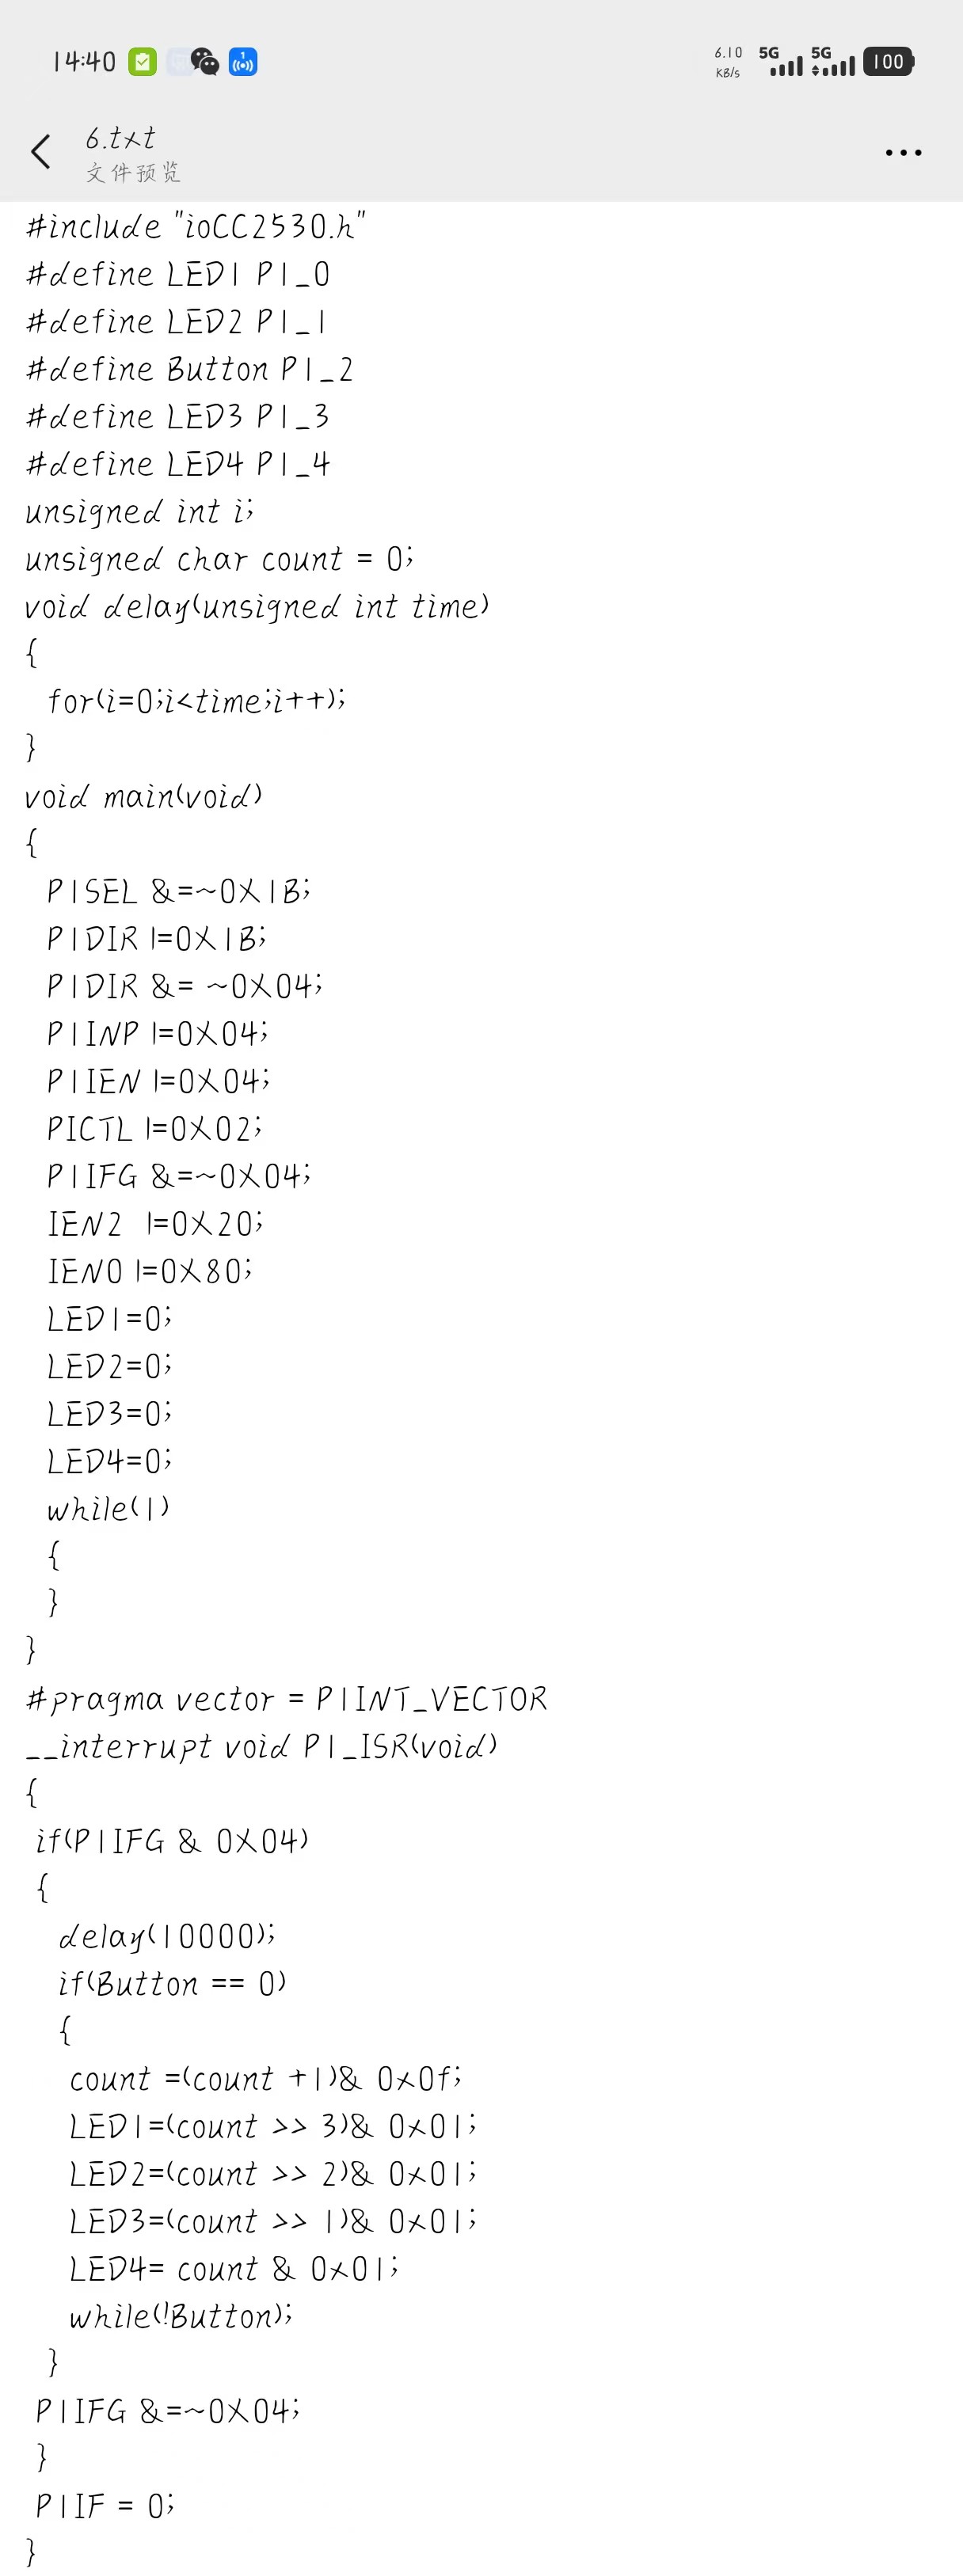 14:40
6.10 KB/s 5G 5G 100
6.txt
文件预览
#include "ioCC2530.h"
#define LED1 P1_0
#define LED2 P1_1
#define Button P1_2
#define LED3 P1_3
#define LED4 P1_4
unsigned int i;
unsigned char count = 0;
void delay(unsigned int time)
{
for(i=0;i<time;i++);
}
void main(void)
{
P1SEL &=~0X1B;
P1DIR |=0X1B;
P1DIR &= ~0X04;
P1INP |=0X04;
P1IEN |=0X04;
PICTL |=0X02;
P1IFG &=~0X04;
IEN2 |=0X20;
IEN0 |=0X80;
LED1=0;
LED2=0;
LED3=0;
LED4=0;
while(1)
{
}
}
#pragma vector = P1INT_VECTOR
__interrupt void P1_ISR(void)
{
if(P1IFG & 0X04)
{
delay(10000);
if(Button == 0)
{
count =(count +1)& 0x0f;
LED1=(count >> 3)& 0x01;
LED2=(count >> 2)& 0x01;
LED3=(count >> 1)& 0x01;
LED4= count & 0x01;
while(!Button);
}
P1IFG &=~0X04;
}
P1IF = 0;
}